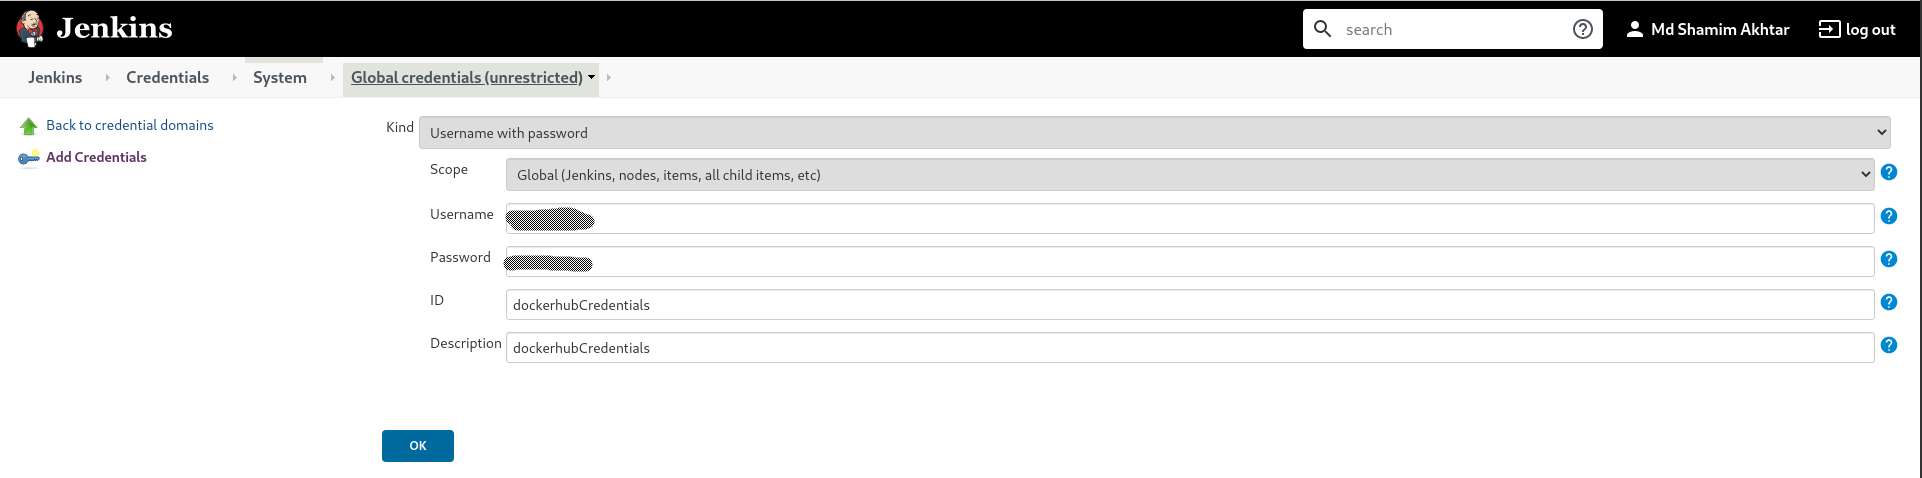 Jenkins
search
Md Shamim Akhtar
log out
Jenkins
Credentials
System
Global credentials (unrestricted)
Back to credential domains
Add Credentials
Kind
Username with password
Scope
Global (Jenkins, nodes, items, all child items, etc)
Username
Password
ID
dockerhubCredentials
Description
dockerhubCredentials
OK